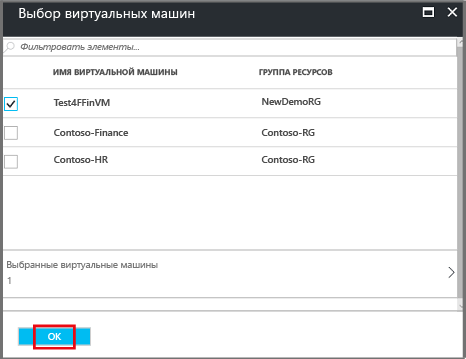 Выбор виртуальных машин
Фильтровать элементы...
ИМЯ ВИРТУАЛЬНОЙ МАШИНЫ ГРУППА РЕСУРСОВ
Test4FFinVM NewDemoRG
Contoso-Finance Contoso-RG
Contoso-HR Contoso-RG
Выбранные виртуальные машины
1
ОК